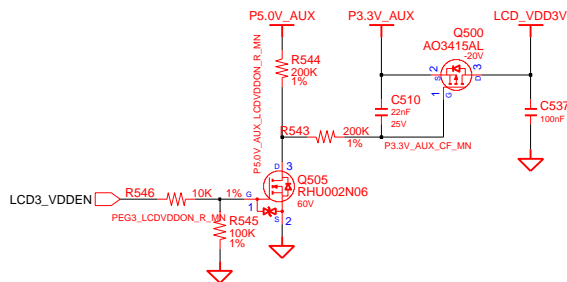 P5.0V_AUX
P3.3V_AUX
LCD_VDD3V
Q500
AO3415AL
-20V
2
S
3
D
1
G
R544
200K
1%
P5.0V_AUX_LCDVDDON_R_MN
C510
22nF
25V
C537
100nF
R543
200K
1%
P3.3V_AUX_CF_MN
D
3
Q505
RHU002N06
60V
LCD3_VDDEN
R546
10K
1%
G
1
S
2
PEG3_LCDVDDON_R_MN
R545
100K
1%